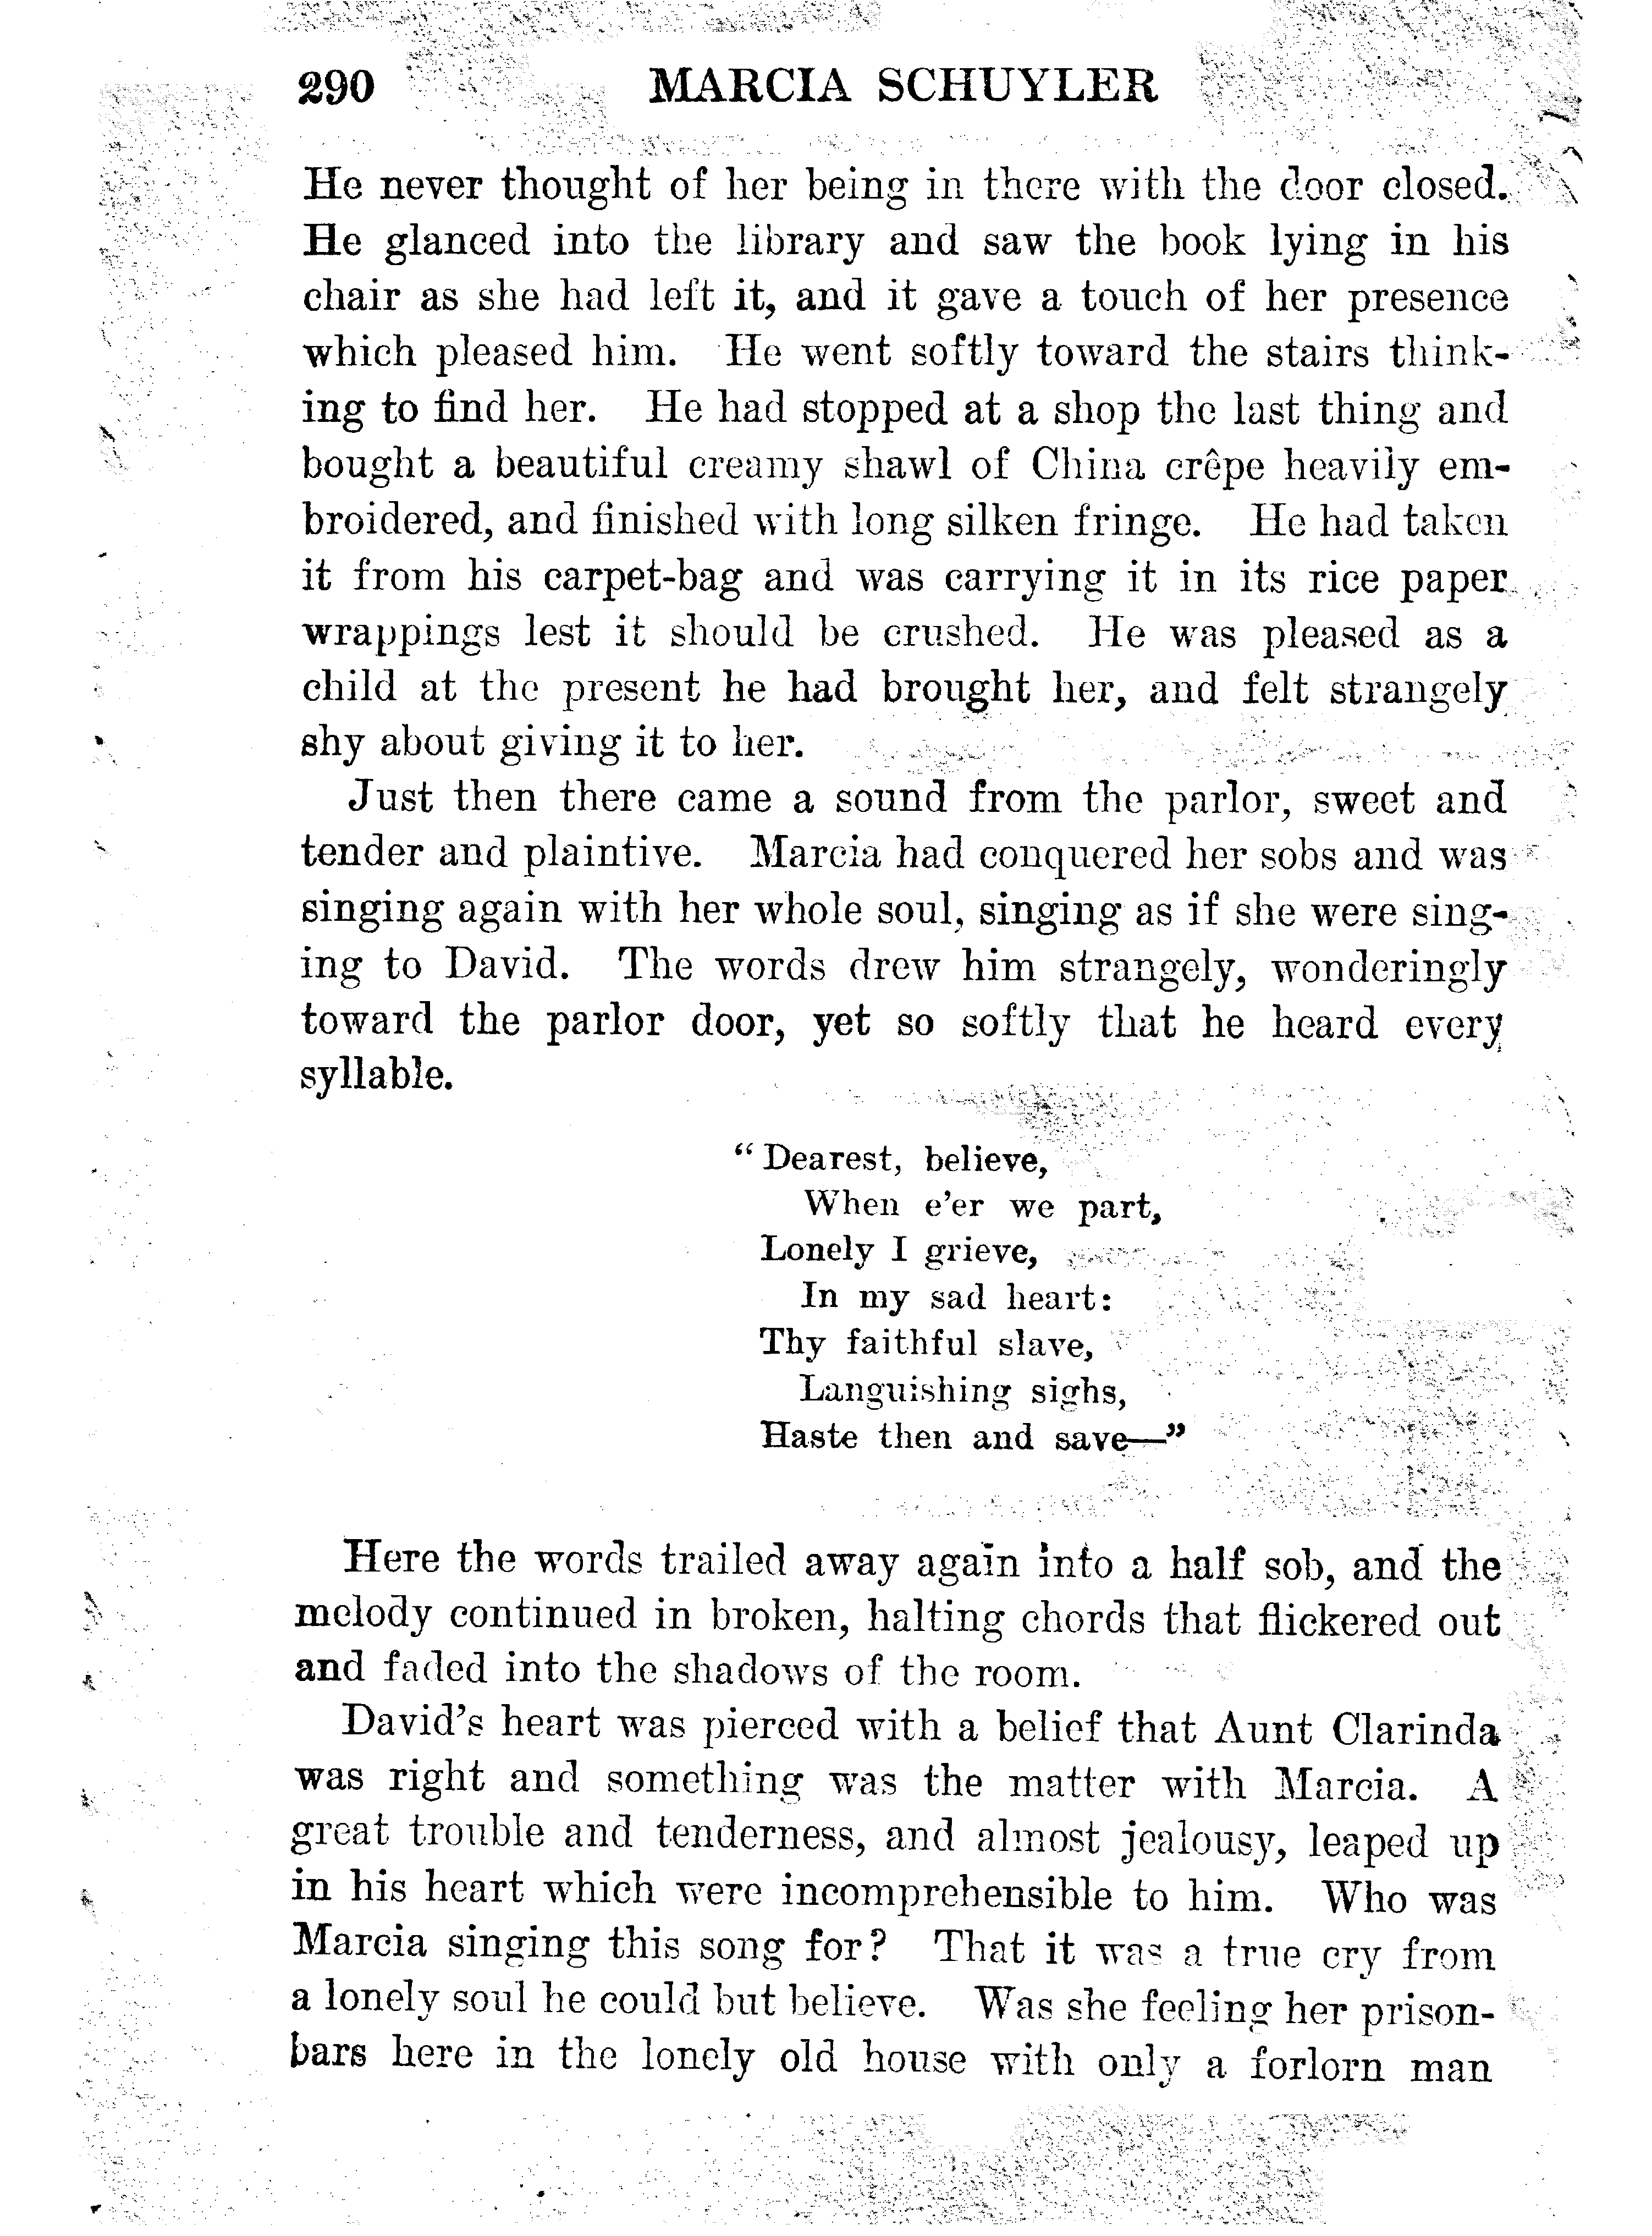 290 MARCIA SCHUYLER
He never thought of her being in there with the door closed.
He glanced into the library and saw the book lying in his
chair as she had left it, and it gave a touch of her presence
which pleased him. He went softly toward the stairs think-
ing to find her. He had stopped at a shop the last thing and
bought a beautiful creamy shawl of China crêpe heavily em-
broidered, and finished with long silken fringe. He had taken
it from his carpet-bag and was carrying it in its rice paper
wrappings lest it should be crushed. He was pleased as a
child at the present he had brought her, and felt strangely
shy about giving it to her.
Just then there came a sound from the parlor, sweet and
tender and plaintive. Marcia had conquered her sobs and was
singing again with her whole soul, singing as if she were sing-
ing to David. The words drew him strangely, wonderingly
toward the parlor door, yet so softly that he heard every
syllable.
“Dearest, believe,
When e’er we part,
Lonely I grieve,
In my sad heart:
Thy faithful slave,
Languishing sighs,
Haste then and save—”
Here the words trailed away again into a half sob, and the
melody continued in broken, halting chords that flickered out
and faded into the shadows of the room.
David’s heart was pierced with a belief that Aunt Clarinda
was right and something was the matter with Marcia. A
great trouble and tenderness, and almost jealousy, leaped up
in his heart which were incomprehensible to him. Who was
Marcia singing this song for? That it was a true cry from
a lonely soul he could but believe. Was she feeling her prison-
bars here in the lonely old house with only a forlorn man